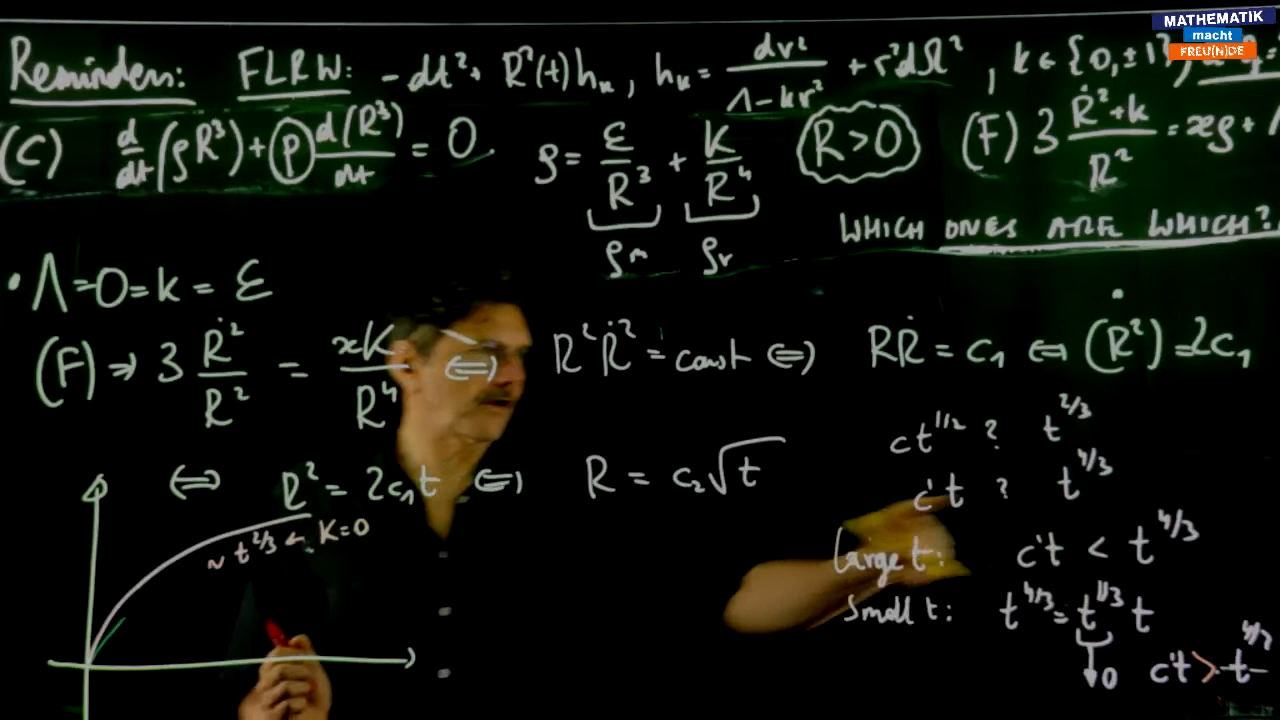 MATHEMATIK
macht
FREU(N)DE
Reminders: FLRW: -dt² + R²(t)hₖ, hₖ = dr²/(1-kr²) + r²dΩ², k ∈ {0, ±1},
(C) d/dt(ρR³) + p d(R³)/dt = 0 ρ = ε/R³ + K/R⁴ R>0 (F) 3 (Ṙ²+k)/R² = ϰρ + Λ
ρm ρr
WHICH ONES ARE WHICH?
• Λ=0=k=ε
(F) ⇒ 3 Ṙ²/R² = ϰK/R⁴ ⇔ R²Ṙ² = const ⇔ RṘ = c₁ ⇔ (R²)˙ = 2c₁
ct^1/2 ? t^2/3
⇔ R² = 2c₁t ⇔ R = c₂√t
c't ? t^4/3
~ t^2/3 ← K=0
Large t: c't < t^4/3
Small t: t^4/3 = t^1/3 t
↓0 c't > t^4/3